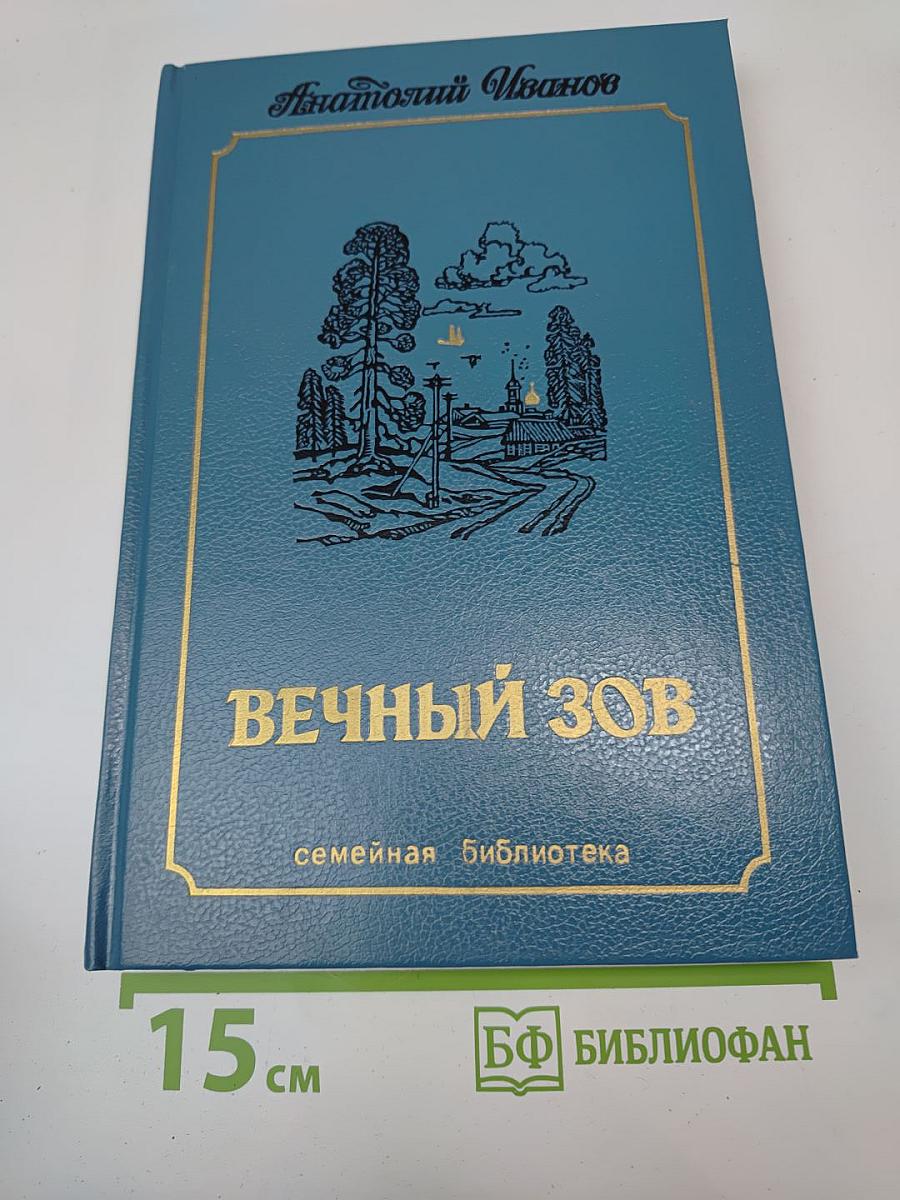 Анатолий Иванов
ВЕЧНЫЙ ЗОВ
семейная библиотека
15 см
БФ БИБЛИОФАН